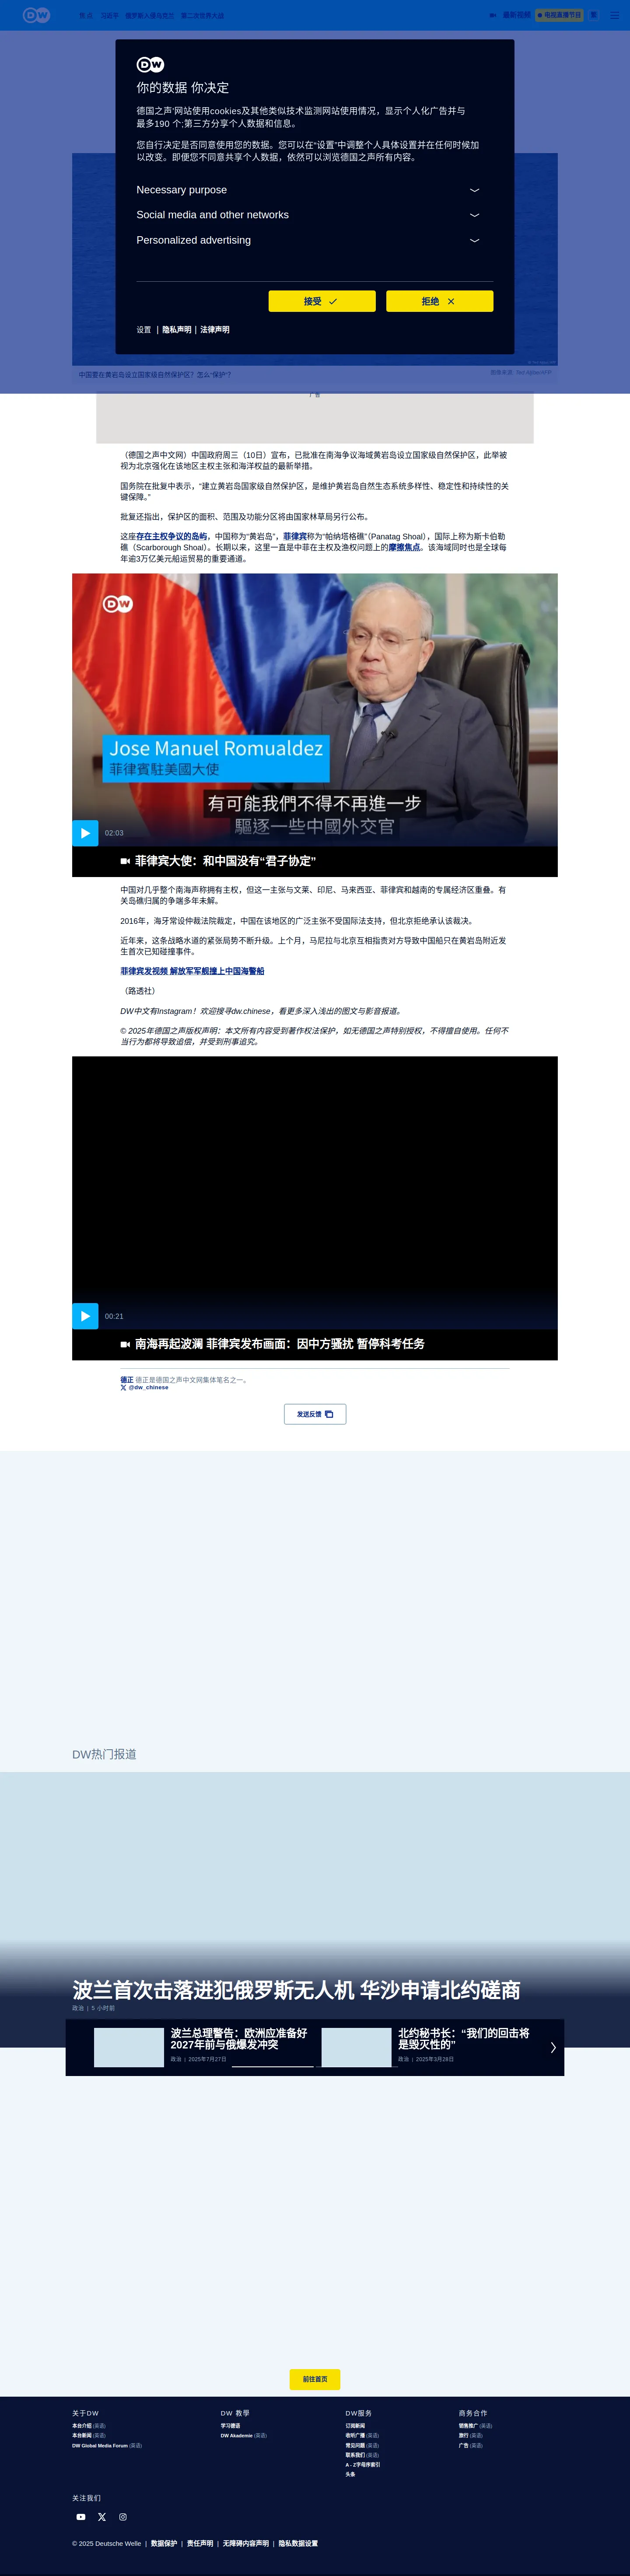 DW
热点 习近平 俄罗斯入侵乌克兰 第二次世界大战
最新视频 电视直播节目 繁
DW
你的数据 你决定
德国之声'网站使用cookies及其他类似技术监测网站使用情况，显示个人化广告并与
最多190 个;第三方分享个人数据和信息。
您自行决定是否同意使用您的数据。您可以在“设置”中调整个人具体设置并在任何时候加
以改变。即便您不同意共享个人数据，依然可以浏览德国之声所有内容。
Necessary purpose
Social media and other networks
Personalized advertising
接受 拒绝
设置 | 隐私声明 | 法律声明
中国要在黄岩岛设立国家级自然保护区？怎么“保护”？
广告
（德国之声中文网）中国政府周三（10日）宣布，已批准在南海争议海域黄岩岛设立国家级自然保护区，此举被
视为北京强化在该地区主权主张和海洋权益的最新举措。
国务院在批复中表示，“建立黄岩岛国家级自然保护区，是维护黄岩岛自然生态系统多样性、稳定性和持续性的关
键保障。”
批复还指出，保护区的面积、范围及功能分区将由国家林草局另行公布。
这座存在主权争议的岛屿，中国称为“黄岩岛”，菲律宾称为“帕纳塔格礁”（Panatag Shoal），国际上称为斯卡伯勒
礁（Scarborough Shoal）。长期以来，这里一直是中菲在主权及渔权问题上的摩擦焦点。该海域同时也是全球每
年逾3万亿美元船运贸易的重要通道。
DW
Jose Manuel Romualdez
菲律賓駐美國大使
有可能我們不得不再進一步
驅逐一些中國外交官
02:03
菲律宾大使：和中国没有“君子协定”
中国对几乎整个南海声称拥有主权，但这一主张与文莱、印尼、马来西亚、菲律宾和越南的专属经济区重叠。有
关岛礁归属的争端多年未解。
2016年，海牙常设仲裁法院裁定，中国在该地区的广泛主张不受国际法支持，但北京拒绝承认该裁决。
近年来，这条战略水道的紧张局势不断升级。上个月，马尼拉与北京互相指责对方导致中国船只在黄岩岛附近发
生首次已知碰撞事件。
菲律宾发视频 解放军军舰撞上中国海警船
（路透社）
DW中文有Instagram！欢迎搜寻dw.chinese，看更多深入浅出的图文与影音报道。
© 2025年德国之声版权声明：本文所有内容受到著作权法保护，如无德国之声特别授权，不得擅自使用。任何不
当行为都将导致追偿，并受到刑事追究。
00:21
南海再起波澜 菲律宾发布画面：因中方骚扰 暂停科考任务
德正 德正是德国之声中文网集体笔名之一。
@dw_chinese
发送反馈
DW热门报道
波兰首次击落进犯俄罗斯无人机 华沙申请北约磋商
政治 | 5 小时前
波兰总理警告：欧洲应准备好
2027年前与俄爆发冲突
政治 | 2025年7月27日
北约秘书长：“我们的回击将
是毁灭性的”
政治 | 2025年3月28日
前往首页
关于DW
本台介绍 (英语)
本台新闻 (英语)
DW Global Media Forum (英语)
DW 教學
学习德语
DW Akademie (英语)
DW服务
订阅新闻
收听广播 (英语)
常见问题 (英语)
联系我们 (英语)
A - Z字母序索引
头条
商务合作
销售推广 (英语)
旅行 (英语)
广告 (英语)
关注我们
© 2025 Deutsche Welle | 数据保护 | 责任声明 | 无障碍内容声明 | 隐私数据设置